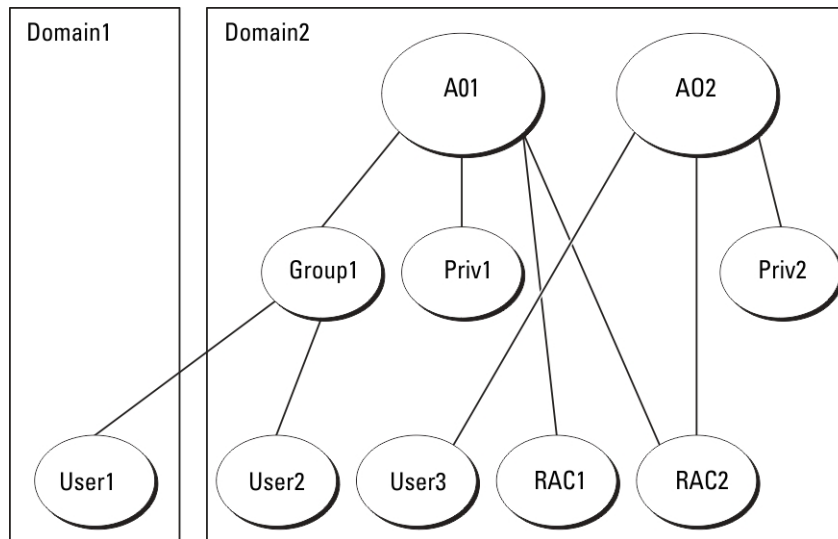 Domain1
Domain2
A01
AO2
Group1
Priv1
Priv2
User1
User2
User3
RAC1
RAC2